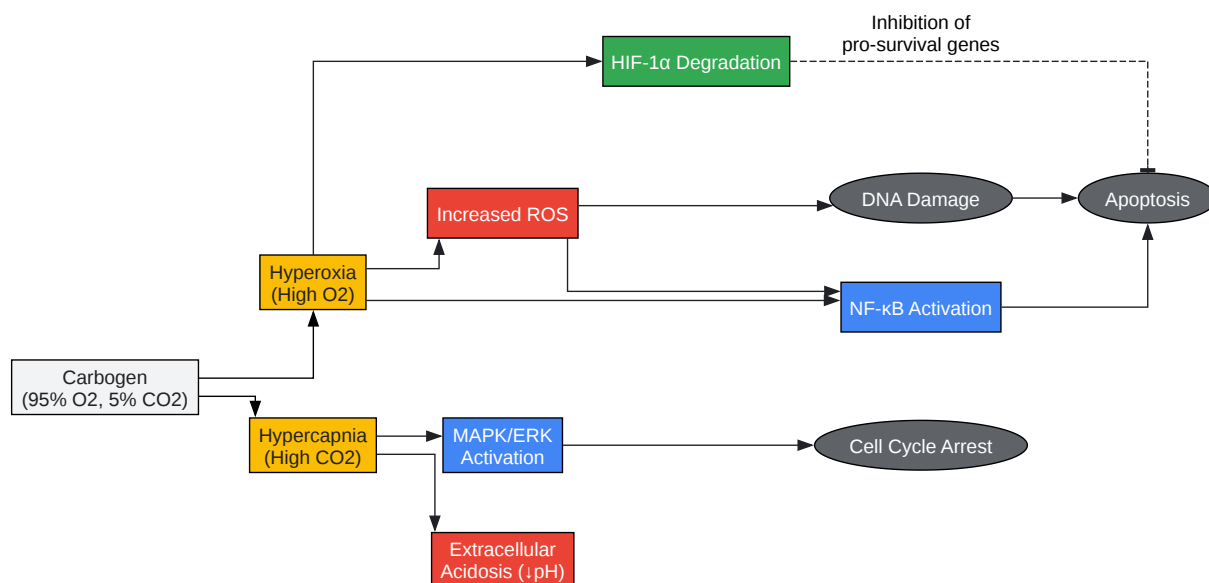 Inhibition of
pro-survival genes
HIF-1α Degradation
Increased ROS
DNA Damage
Apoptosis
Hyperoxia
(High O2)
NF-κB Activation
Carbogen
(95% O2, 5% CO2)
Hypercapnia
(High CO2)
MAPK/ERK
Activation
Cell Cycle Arrest
Extracellular
Acidosis (↓pH)